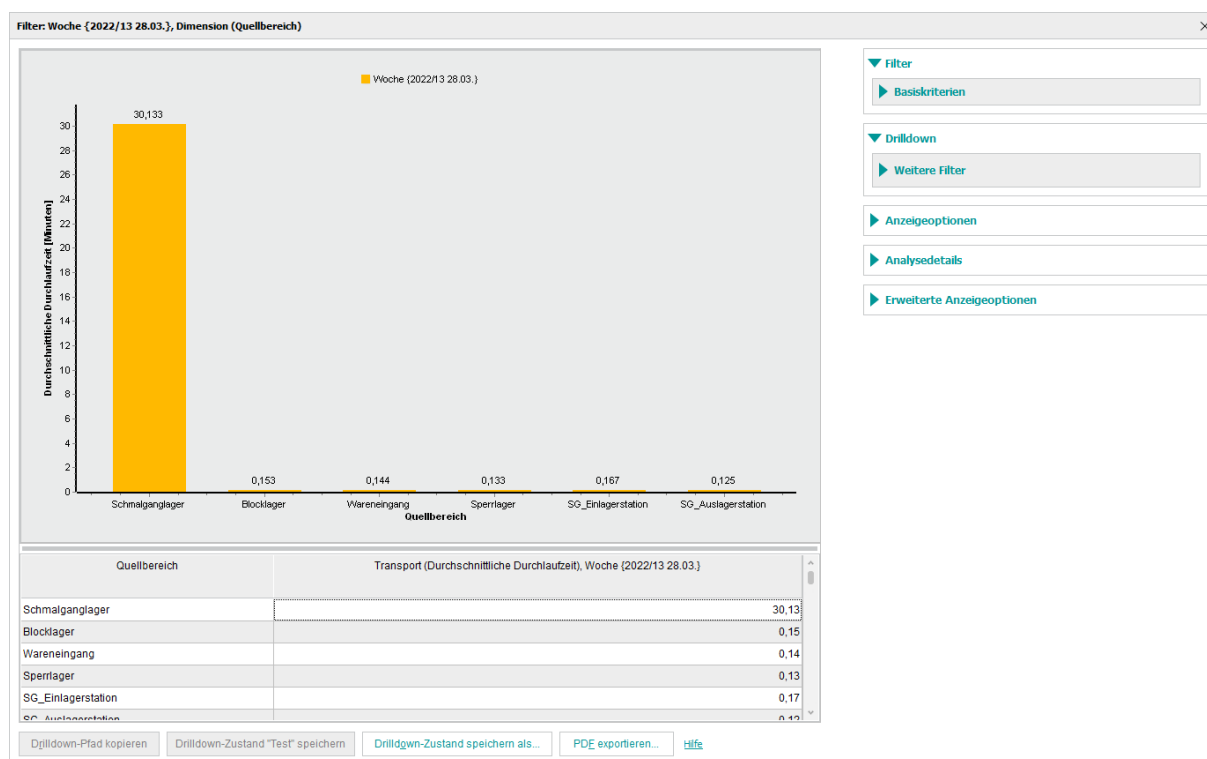 Filter: Woche {2022/13 28.03.}, Dimension (Quellbereich)
Woche {2022/13 28.03.}
Durchschnittliche Durchlaufzeit [Minuten]
30
28
26
24
22
20
18
16
14
12
10
8
6
4
2
0
30,133
0,153
0,144
0,133
0,167
0,125
Schmalganglager
Blocklager
Wareneingang
Sperrlager
SG_Einlagerstation
SG_Auslagerstation
Quellbereich
Quellbereich Transport (Durchschnittliche Durchlaufzeit), Woche {2022/13 28.03.}
Schmalganglager 30,13
Blocklager 0,15
Wareneingang 0,14
Sperrlager 0,13
SG_Einlagerstation 0,17
SG_Auslagerstation 0,12
Drilldown-Pfad kopieren
Drilldown-Zustand "Test" speichern
Drilldown-Zustand speichern als...
PDF exportieren...
Hilfe
Filter
Basiskriterien
Drilldown
Weitere Filter
Anzeigeoptionen
Analysedetails
Erweiterte Anzeigeoptionen